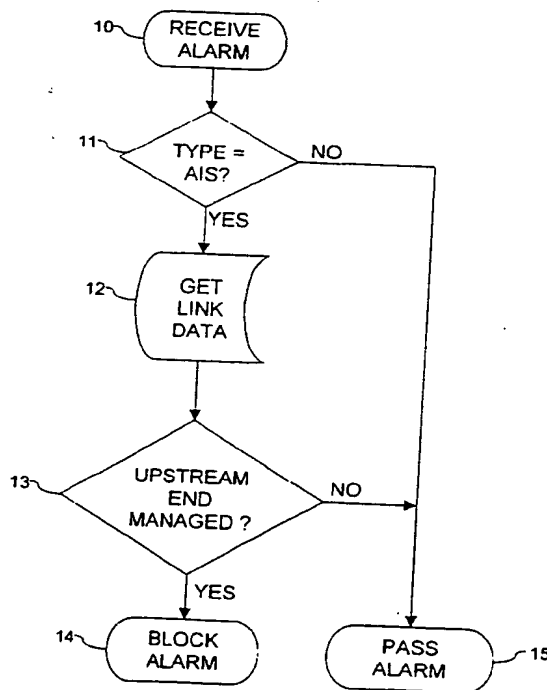 10
RECEIVE
ALARM
11
TYPE =
AIS?
NO
YES
12
GET
LINK
DATA
13
UPSTREAM
END
MANAGED ?
NO
YES
14
BLOCK
ALARM
PASS
ALARM
15